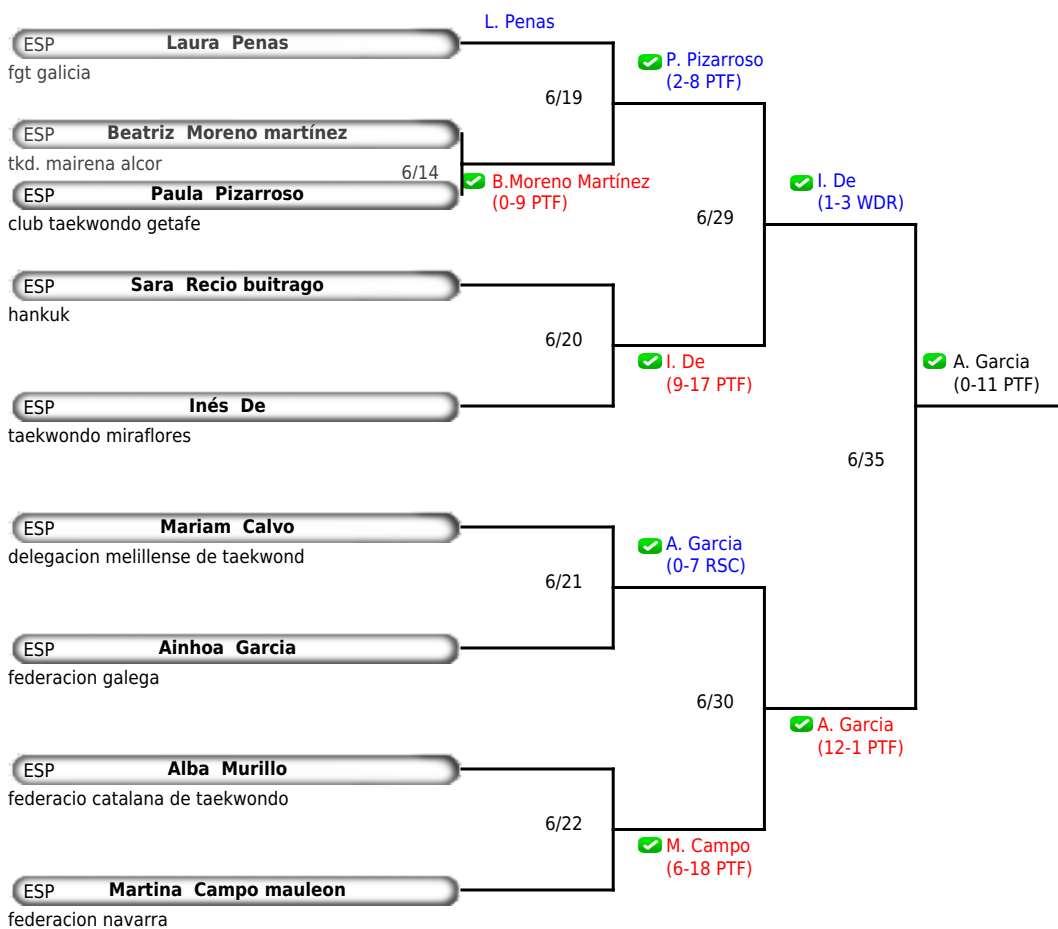 L. Penas
ESP Laura Penas
fgt galicia
P. Pizarroso
(2-8 PTF)
6/19
ESP Beatriz Moreno martínez
tkd. mairena alcor
6/14
B.Moreno Martínez
(0-9 PTF)
ESP Paula Pizarroso
club taekwondo getafe
I. De
(1-3 WDR)
6/29
ESP Sara Recio buitrago
hankuk
6/20
I. De
(9-17 PTF)
A. Garcia
(0-11 PTF)
ESP Inés De
taekwondo miraflores
6/35
ESP Mariam Calvo
delegacion melillense de taekwond
A. Garcia
(0-7 RSC)
6/21
ESP Ainhoa Garcia
federacion galega
6/30
A. Garcia
(12-1 PTF)
ESP Alba Murillo
federacio catalana de taekwondo
6/22
M. Campo
(6-18 PTF)
ESP Martina Campo mauleon
federacion navarra